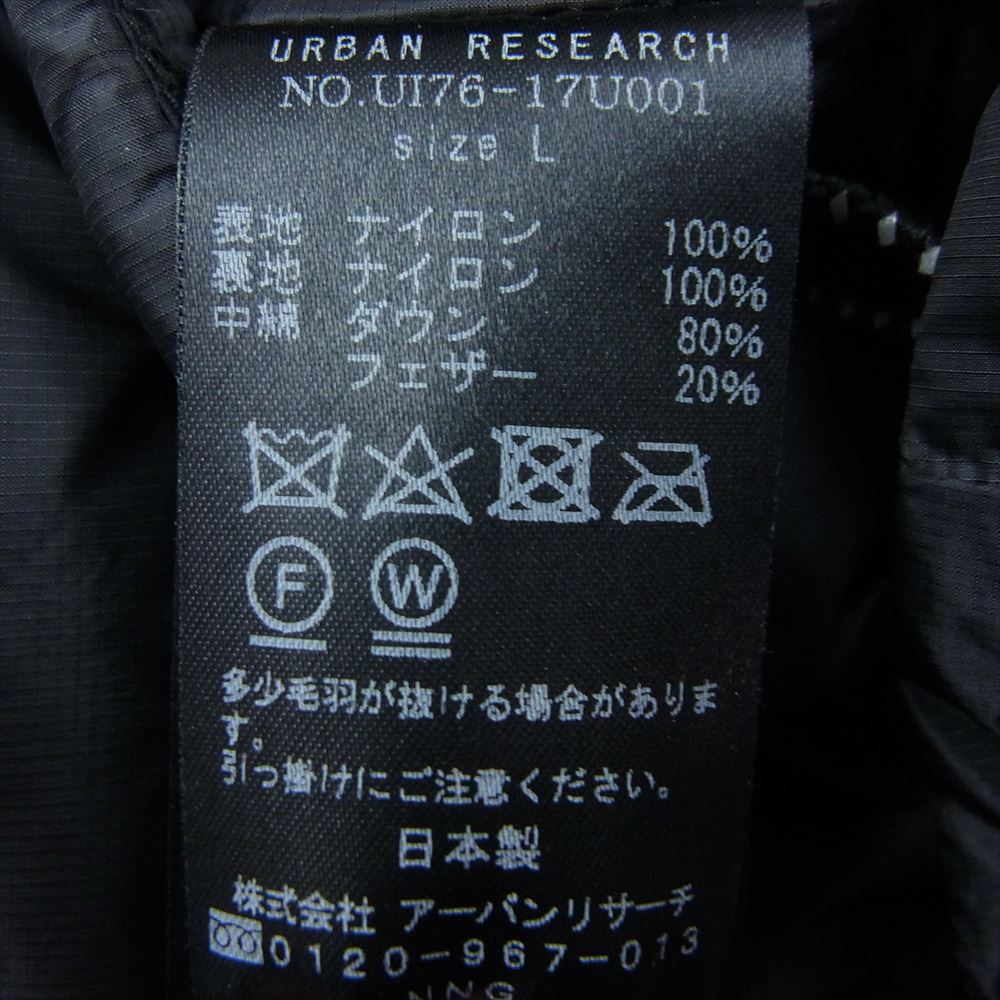 URBAN RESEARCH
NO.UI76-17U001
size L
表地 ナイロン 100%
裏地 ナイロン 100%
中綿 ダウン 80%
フェザー 20%
F W
多少毛羽が抜ける場合がありま
す。
引っ掛けにご注意ください。
日本製
株式会社 アーバンリサーチ
0120-967-013
NNG